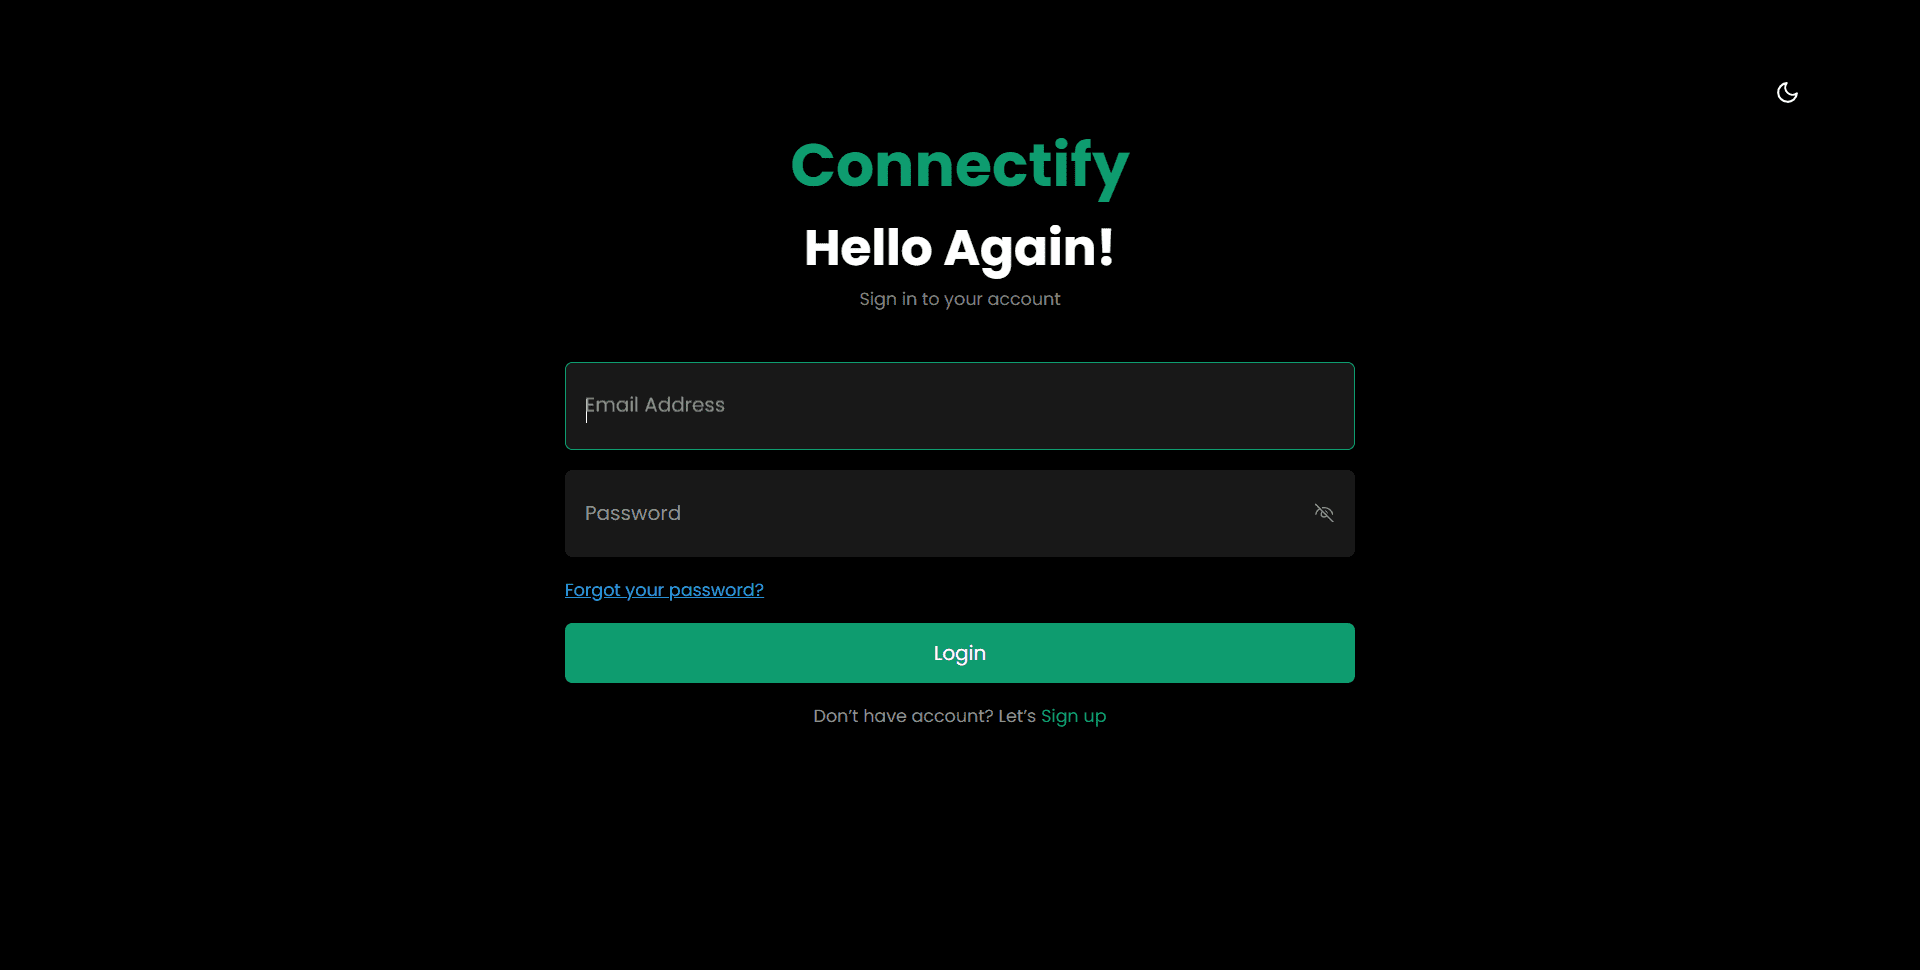 Connectify
Hello Again!
Sign in to your account
Email Address
Password
Forgot your password?
Login
Don’t have account? Let’s Sign up